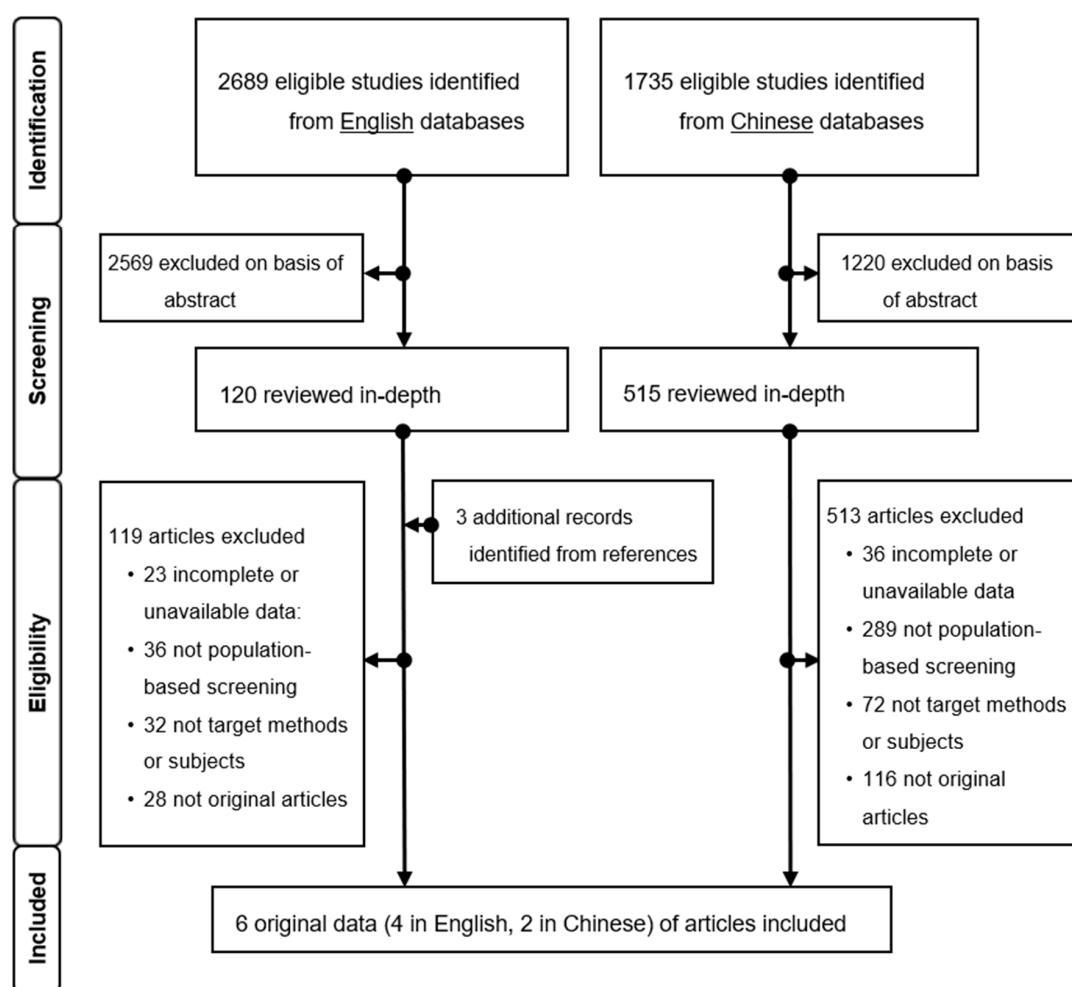 Identification
2689 eligible studies identified
from English databases
1735 eligible studies identified
from Chinese databases
Screening
2569 excluded on basis of
abstract
1220 excluded on basis
of abstract
120 reviewed in-depth
515 reviewed in-depth
Eligibility
3 additional records
identified from references
119 articles excluded
• 23 incomplete or
unavailable data:
• 36 not population-
based screening
• 32 not target methods
or subjects
• 28 not original articles
513 articles excluded
• 36 incomplete or
unavailable data
• 289 not population-
based screening
• 72 not target methods
or subjects
• 116 not original
articles
Included
6 original data (4 in English, 2 in Chinese) of articles included